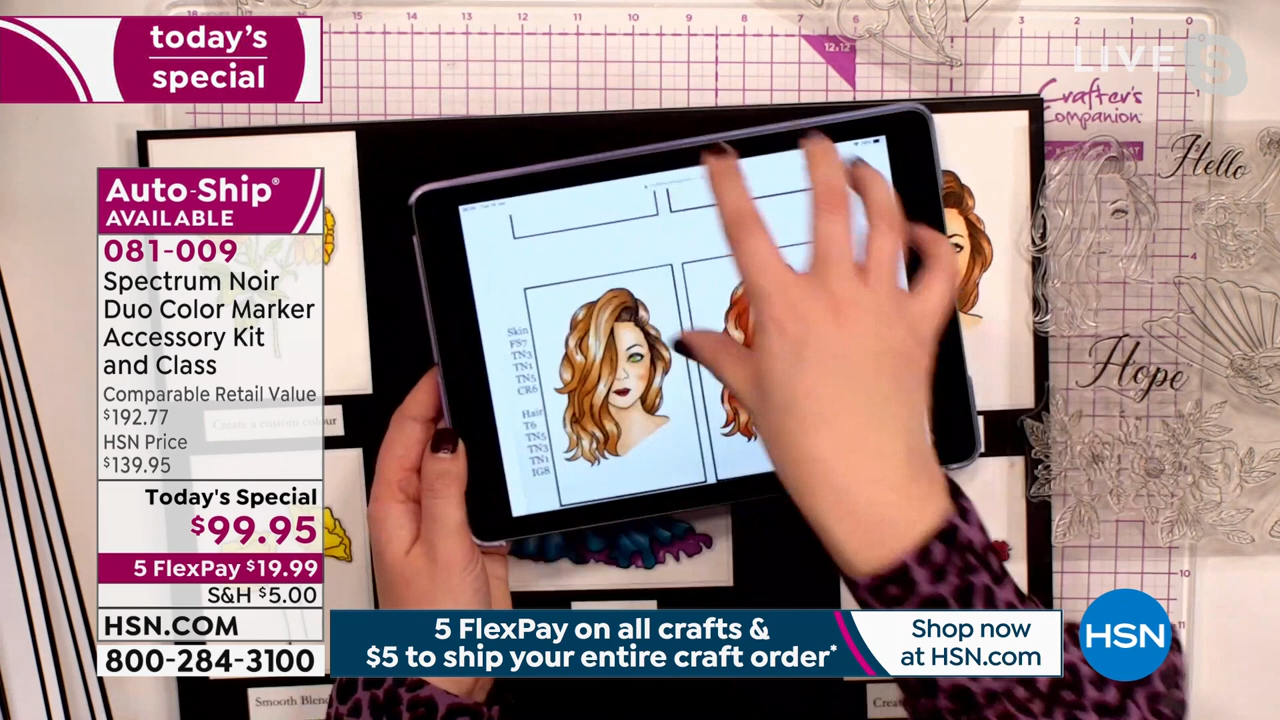 today's
special
LIVE S
12x12
Crafter's
Companion
Hello
Hope
Auto-Ship®
AVAILABLE
081-009
Spectrum Noir
Duo Color Marker
Accessory Kit
and Class
Comparable Retail Value
$192.77
HSN Price
$139.95
Today's Special
$99.95
5 FlexPay $19.99
S&H $5.00
HSN.COM
800-284-3100
Skin
FS7
TN3
TN1
TN5
CR6
Hair
T6
TN5
TN3
TN1
IG8
Create a custom colour
Smooth Blend
5 FlexPay on all crafts &
$5 to ship your entire craft order*
Shop now
at HSN.com
HSN